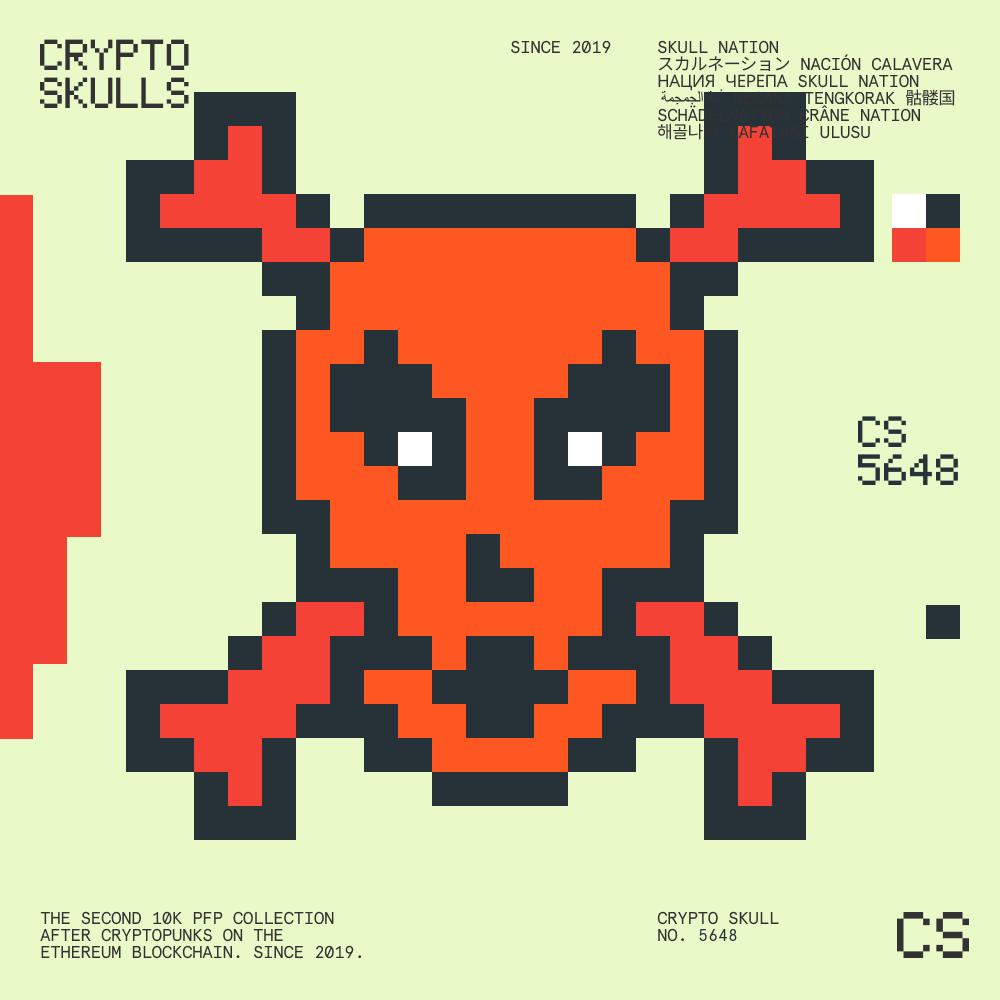 CRYPTO
SKULLS
SINCE 2019
SKULL NATION
スカルネーション NACIÓN CALAVERA
НАЦИЯ ЧЕРЕПА SKULL NATION
TENGKORAK 骷髅国
CRÂNE NATION
해골나 ULUSU
CS
5648
THE SECOND 10K PFP COLLECTION
AFTER CRYPTOPUNKS ON THE
ETHEREUM BLOCKCHAIN. SINCE 2019.
CRYPTO SKULL
NO. 5648
CS